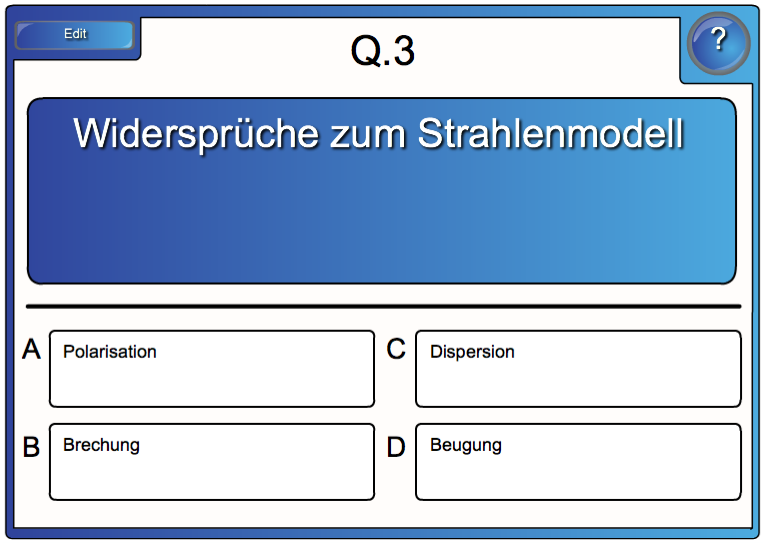 Edit
Q.3
?
Widersprüche zum Strahlenmodell
A Polarisation
C Dispersion
B Brechung
D Beugung